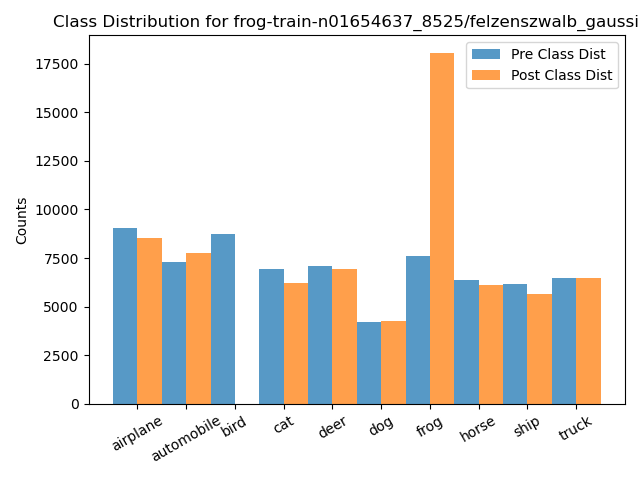 Class Distribution for frog-train-n01654637_8525/felzenszwalb_gaussi
Pre Class Dist
Post Class Dist
17500
15000
12500
10000
7500
5000
2500
0
Counts
airplane
automobile
bird
cat
deer
dog
frog
horse
ship
truck